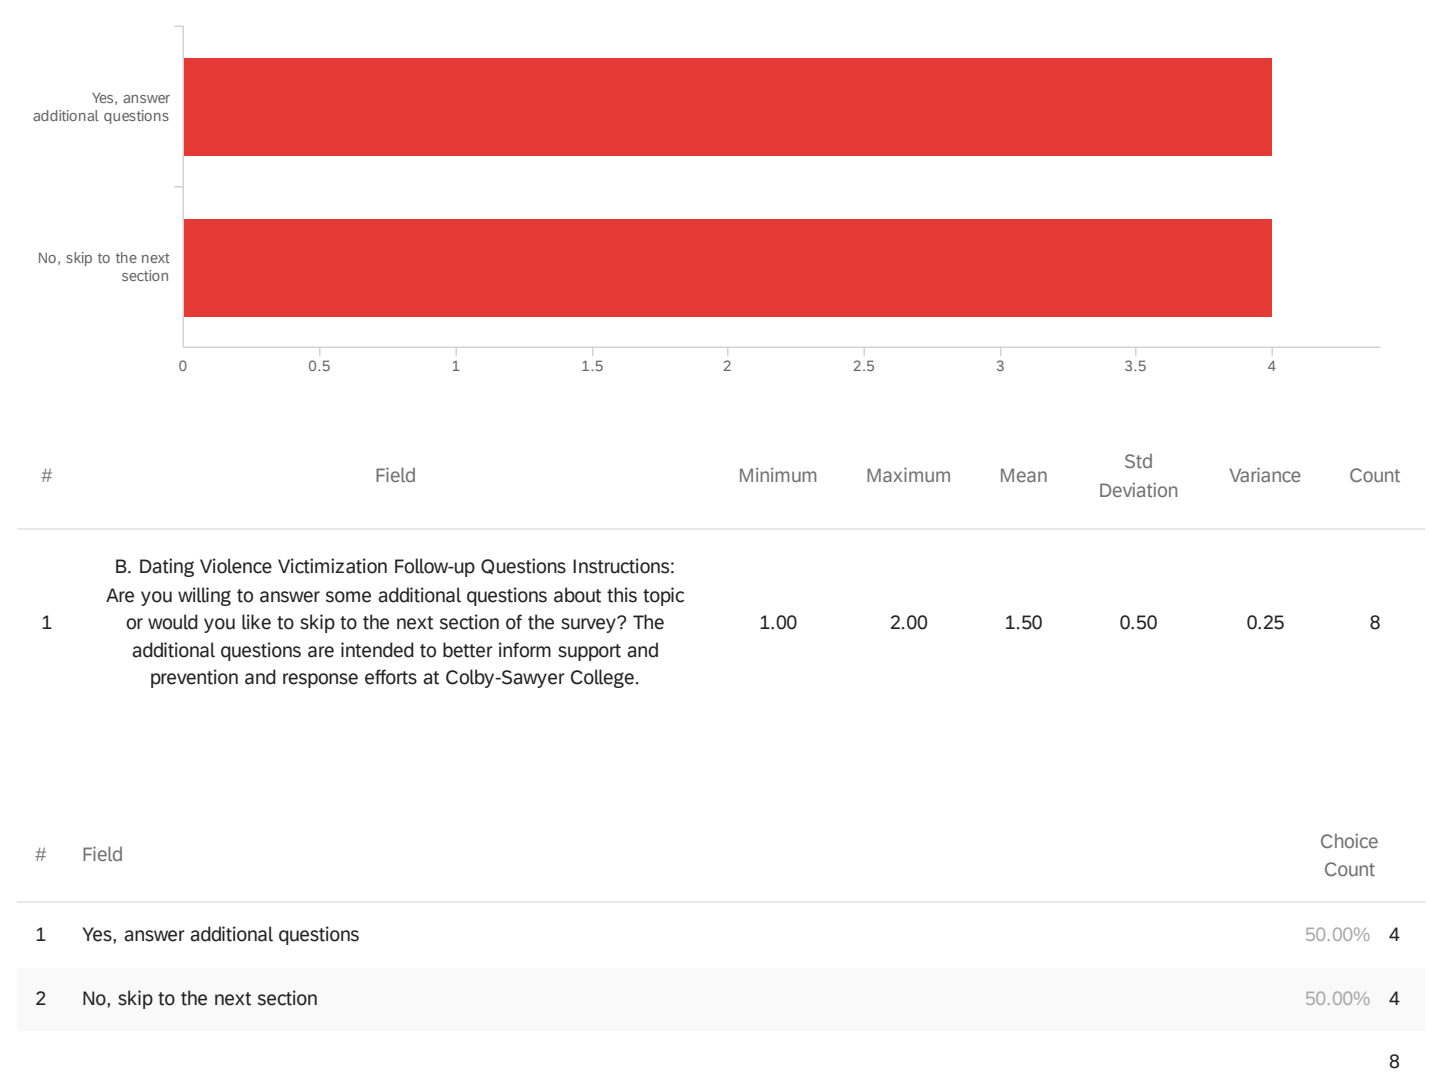 Yes, answer
additional questions
No, skip to the next
section
0 0.5 1 1.5 2 2.5 3 3.5 4
# Field Minimum Maximum Mean Std Deviation Variance Count
B. Dating Violence Victimization Follow-up Questions Instructions:
Are you willing to answer some additional questions about this topic
1 or would you like to skip to the next section of the survey? The 1.00 2.00 1.50 0.50 0.25 8
additional questions are intended to better inform support and
prevention and response efforts at Colby-Sawyer College.
# Field Choice Count
1 Yes, answer additional questions 50.00% 4
2 No, skip to the next section 50.00% 4
8